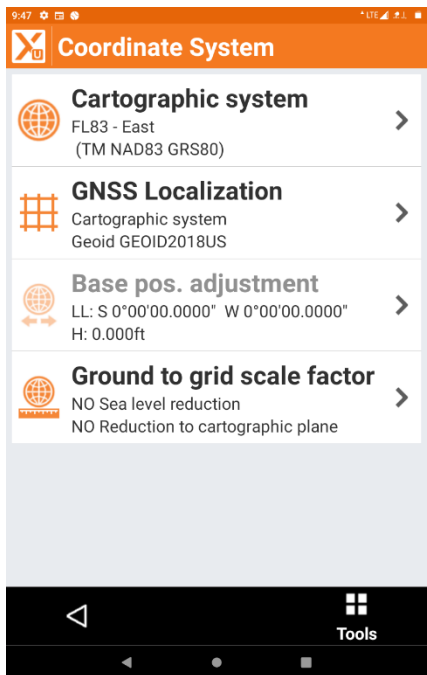 9:47
LTE
U
Coordinate System
Cartographic system
FL83 - East
(TM NAD83 GRS80)
GNSS Localization
Cartographic system
Geoid GEOID2018US
Base pos. adjustment
LL: S 0°00'00.0000" W 0°00'00.0000"
H: 0.000ft
Ground to grid scale factor
NO Sea level reduction
NO Reduction to cartographic plane
Tools